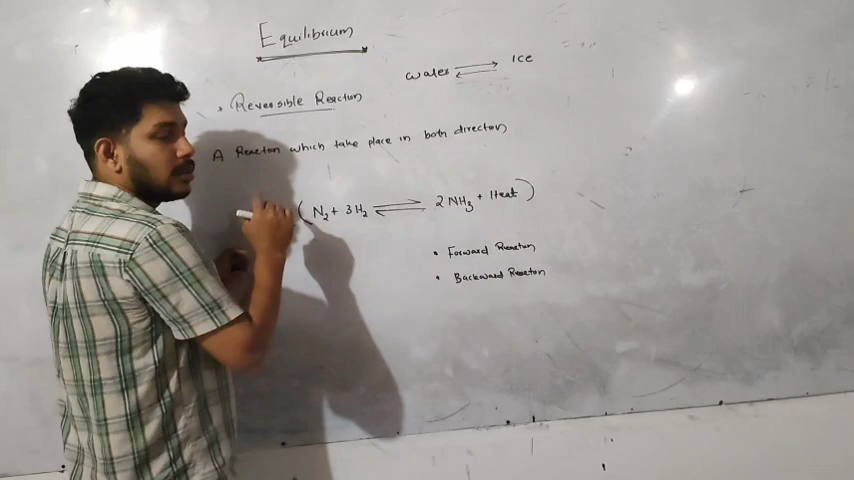 Equilibrium
water ⇌ Ice
• Reversible Reaction
A Reaction which take place in both direction
(N₂ + 3H₂ ⇌ 2NH₃ + Heat)
• Forward Reaction
• Backward Reaction